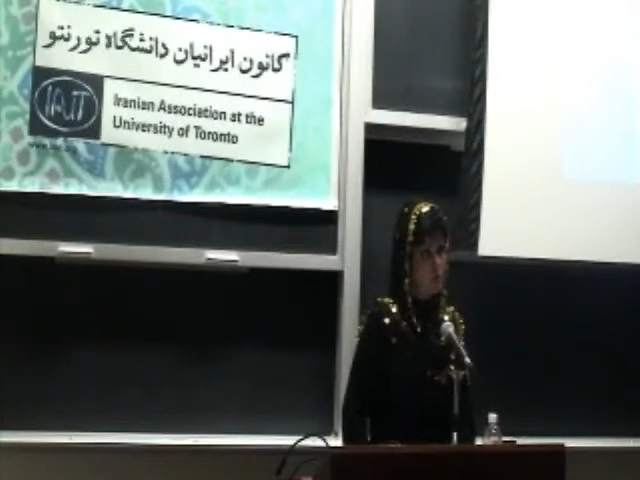 کانون ایرانیان دانشگاه تورنتو
IAUT
Iranian Association at the
University of Toronto